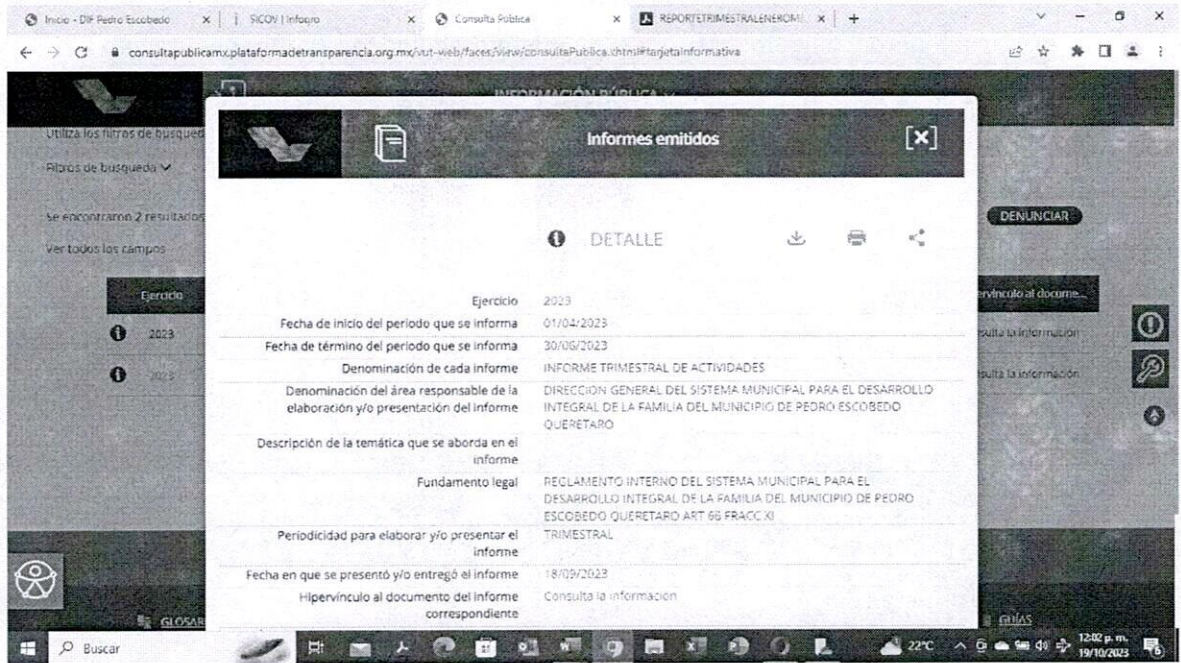 Inicio - DIF Pedro Escobedo
SICOV | Infoqro
Consulta Pública
REPORTETRIMESTRALENEROM
consultapublicamx.plataformadetransparencia.org.mx/vut-web/faces/view/consultaPublica.xhtml#tarjetaInformativa
INFORMACIÓN PÚBLICA
Utiliza los filtros de búsqued
Filtros de búsqueda
Se encontraron 2 resultados
Ver todos los campos
DENUNCIAR
Ejercicio
ervínculo al docume...
2023
sulta la información
2023
sulta la información
Informes emitidos
[x]
DETALLE
Ejercicio 2023
Fecha de inicio del periodo que se informa 01/04/2023
Fecha de término del periodo que se informa 30/06/2023
Denominación de cada informe INFORME TRIMESTRAL DE ACTIVIDADES
Denominación del área responsable de la DIRECCION GENERAL DEL SISTEMA MUNICIPAL PARA EL DESARROLLO
elaboración y/o presentación del informe INTEGRAL DE LA FAMILIA DEL MUNICIPIO DE PEDRO ESCOBEDO
QUERETARO
Descripción de la temática que se aborda en el
informe
Fundamento legal REGLAMENTO INTERNO DEL SISTEMA MUNICIPAL PARA EL
DESARROLLO INTEGRAL DE LA FAMILIA DEL MUNICIPIO DE PEDRO
ESCOBEDO QUERETARO ART 66 FRACC XI
Periodicidad para elaborar y/o presentar el TRIMESTRAL
informe
Fecha en que se presentó y/o entregó el informe 18/09/2023
Hipervínculo al documento del informe Consulta la información
correspondiente
GLOSAR
GUÍAS
Buscar
22°C
12:02 p. m.
19/10/2023